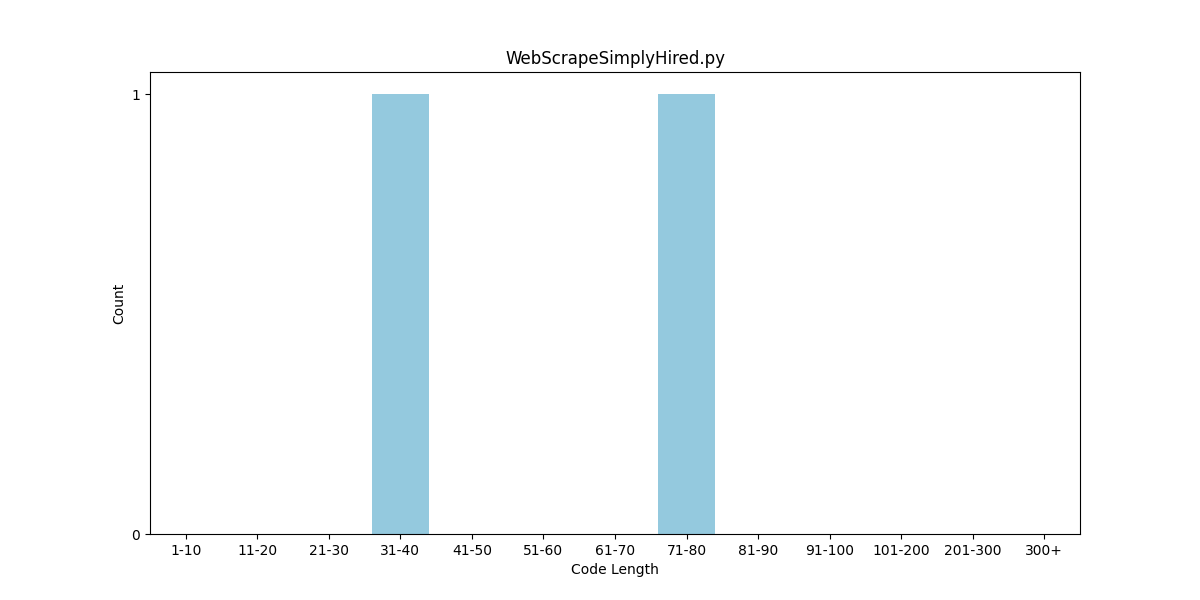 WebScrapeSimplyHired.py
1
Count
0
1-10 11-20 21-30 31-40 41-50 51-60 61-70 71-80 81-90 91-100 101-200 201-300 300+
Code Length